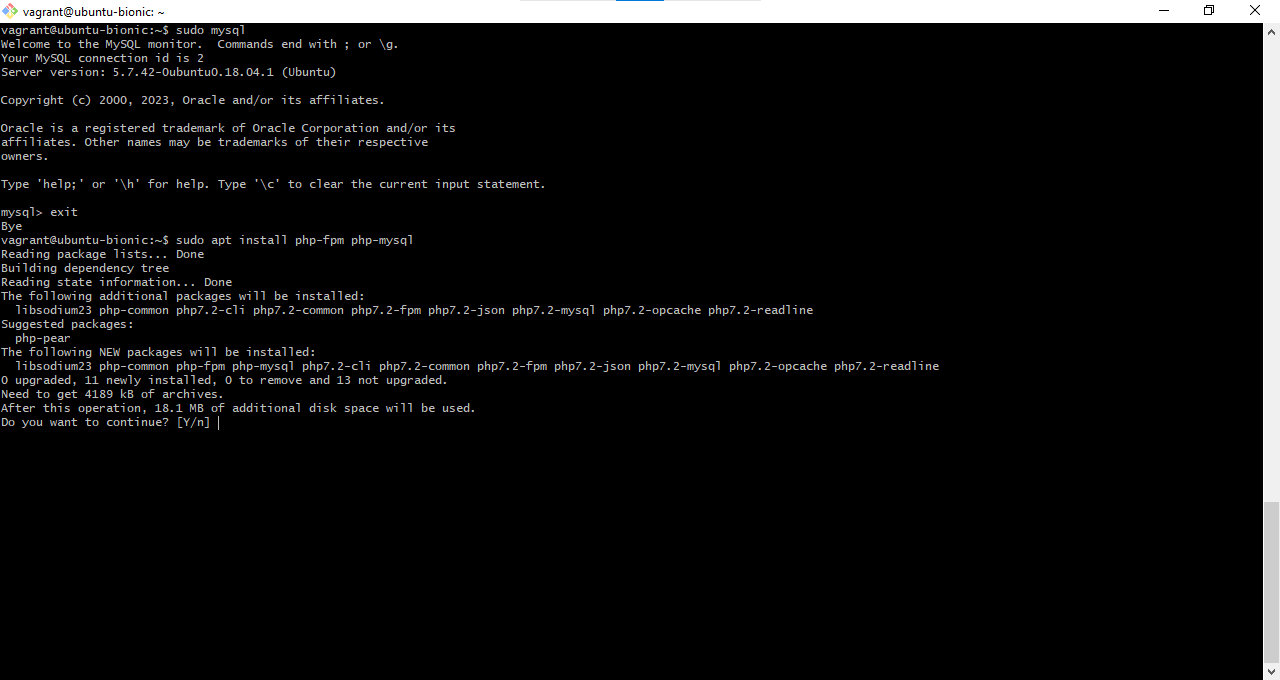 vagrant@ubuntu-bionic: ~
vagrant@ubuntu-bionic:~$ sudo mysql
Welcome to the MySQL monitor.  Commands end with ; or \g.
Your MySQL connection id is 2
Server version: 5.7.42-0ubuntu0.18.04.1 (Ubuntu)

Copyright (c) 2000, 2023, Oracle and/or its affiliates.

Oracle is a registered trademark of Oracle Corporation and/or its
affiliates. Other names may be trademarks of their respective
owners.

Type 'help;' or '\h' for help. Type '\c' to clear the current input statement.

mysql> exit
Bye
vagrant@ubuntu-bionic:~$ sudo apt install php-fpm php-mysql
Reading package lists... Done
Building dependency tree
Reading state information... Done
The following additional packages will be installed:
  libsodium23 php-common php7.2-cli php7.2-common php7.2-fpm php7.2-json php7.2-mysql php7.2-opcache php7.2-readline
Suggested packages:
  php-pear
The following NEW packages will be installed:
  libsodium23 php-common php-fpm php-mysql php7.2-cli php7.2-common php7.2-fpm php7.2-json php7.2-mysql php7.2-opcache php7.2-readline
0 upgraded, 11 newly installed, 0 to remove and 13 not upgraded.
Need to get 4189 kB of archives.
After this operation, 18.1 MB of additional disk space will be used.
Do you want to continue? [Y/n]